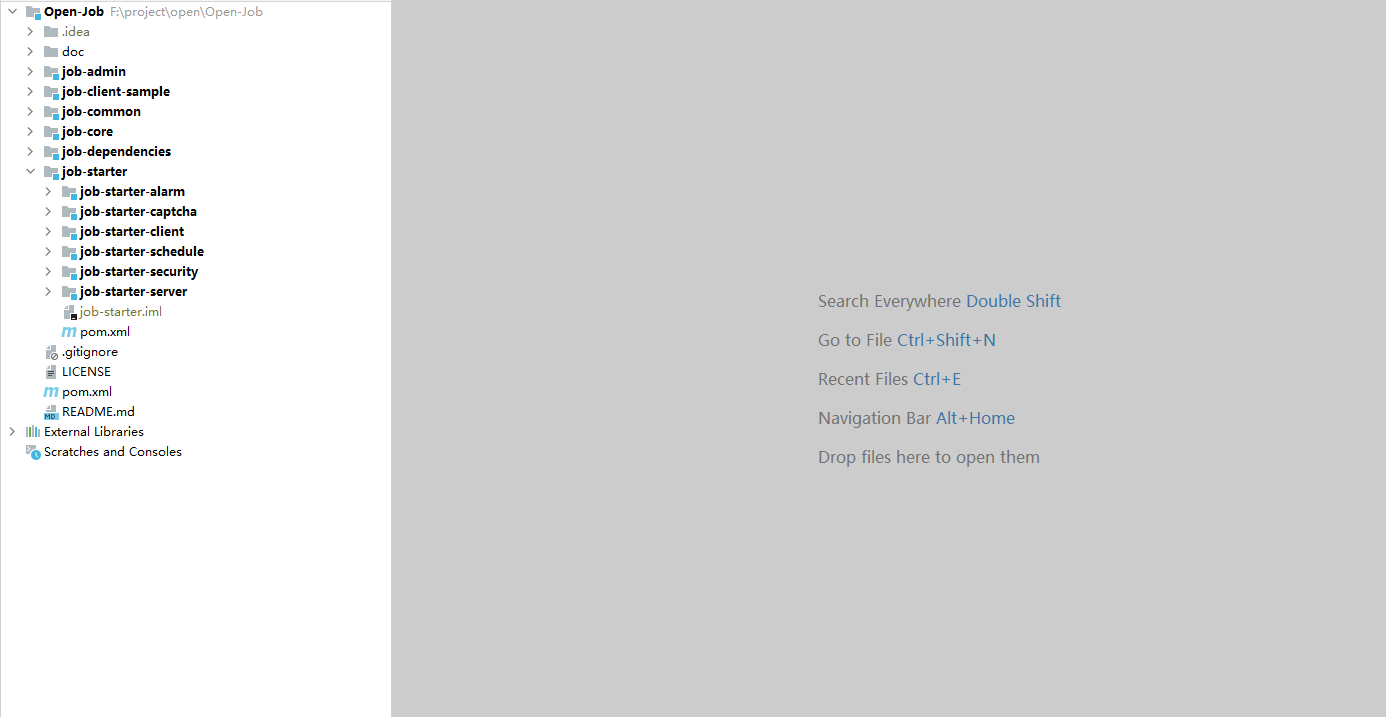 Open-Job F:\project\open\Open-Job
.idea
doc
job-admin
job-client-sample
job-common
job-core
job-dependencies
job-starter
job-starter-alarm
job-starter-captcha
job-starter-client
job-starter-schedule
job-starter-security
job-starter-server
job-starter.iml
m pom.xml
.gitignore
LICENSE
m pom.xml
MD README.md
External Libraries
Scratches and Consoles
Search Everywhere Double Shift
Go to File Ctrl+Shift+N
Recent Files Ctrl+E
Navigation Bar Alt+Home
Drop files here to open them